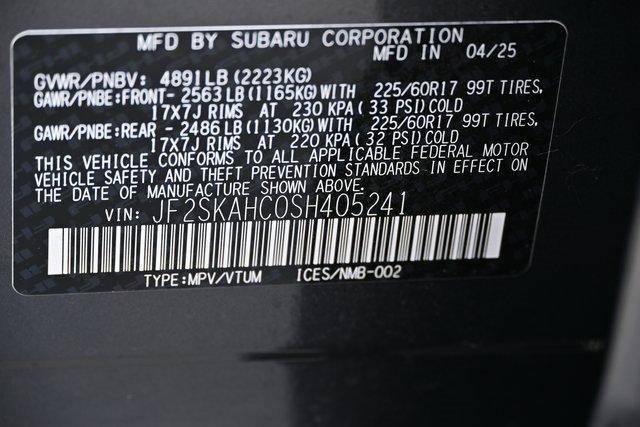 MFD BY SUBARU CORPORATION
MFD IN 04/25
GVWR/PNBV: 4891LB (2223KG)
GAWR/PNBE:FRONT- 2563LB(1165KG)WITH 225/60R17 99T TIRES,
17X7J RIMS AT 230 KPA(33 PSI)COLD
GAWR/PNBE:REAR - 2486LB(1130KG)WITH 225/60R17 99T TIRES,
17X7J RIMS AT 220 KPA(32 PSI)COLD
THIS VEHICLE CONFORMS TO ALL APPLICABLE FEDERAL MOTOR
VEHICLE SAFETY AND THEFT PREVENTION STANDARDS IN EFFECT ON
THE DATE OF MANUFACTURE SHOWN ABOVE.
VIN: JF2SKAHC0SH405241
TYPE:MPV/VTUM ICES/NMB-002